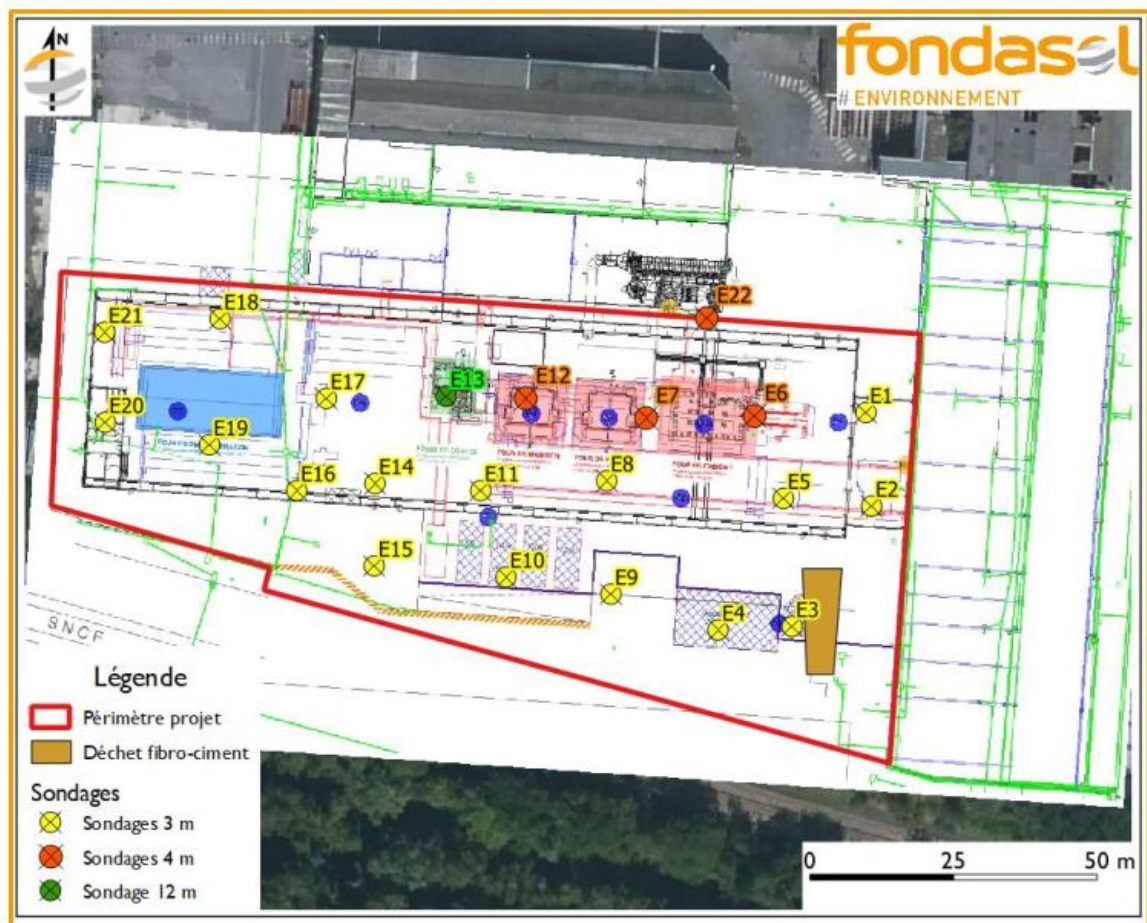 N
fondasol
# ENVIRONNEMENT
E22
E18
E21
E13
E12
E17
E7
E6
E1
E20
E19
E8
E14
E11
E16
E5
E2
E15
E10
E9
E4
E3
SNCF
Légende
Périmètre projet
Déchet fibro-ciment
Sondages
Sondages 3 m
Sondages 4 m
Sondage 12 m
0 25 50 m